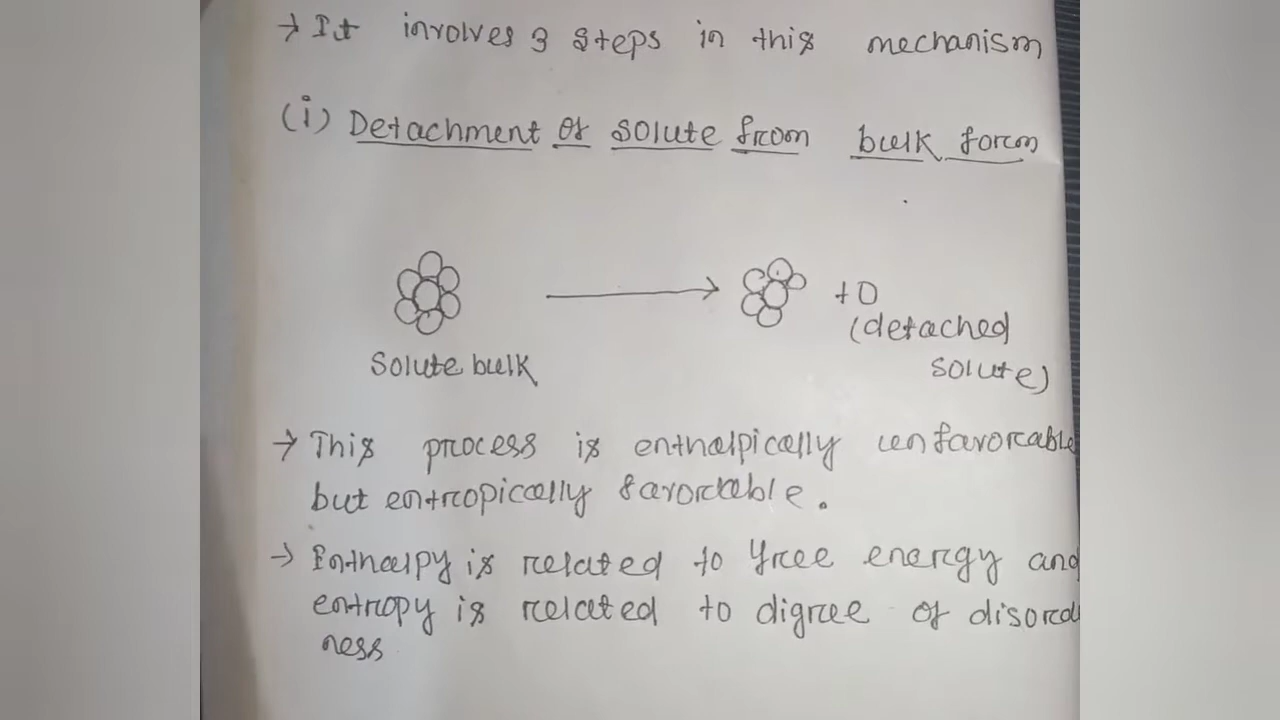 → It involves 3 steps in this mechanism
(i) Detachment of solute from bulk form
+O
(detached
solute)
solute bulk
→ This process is enthalpically unfavorable
but entropically favorable.
→ Enthalpy is related to free energy and
entropy is related to digree of disord
ness